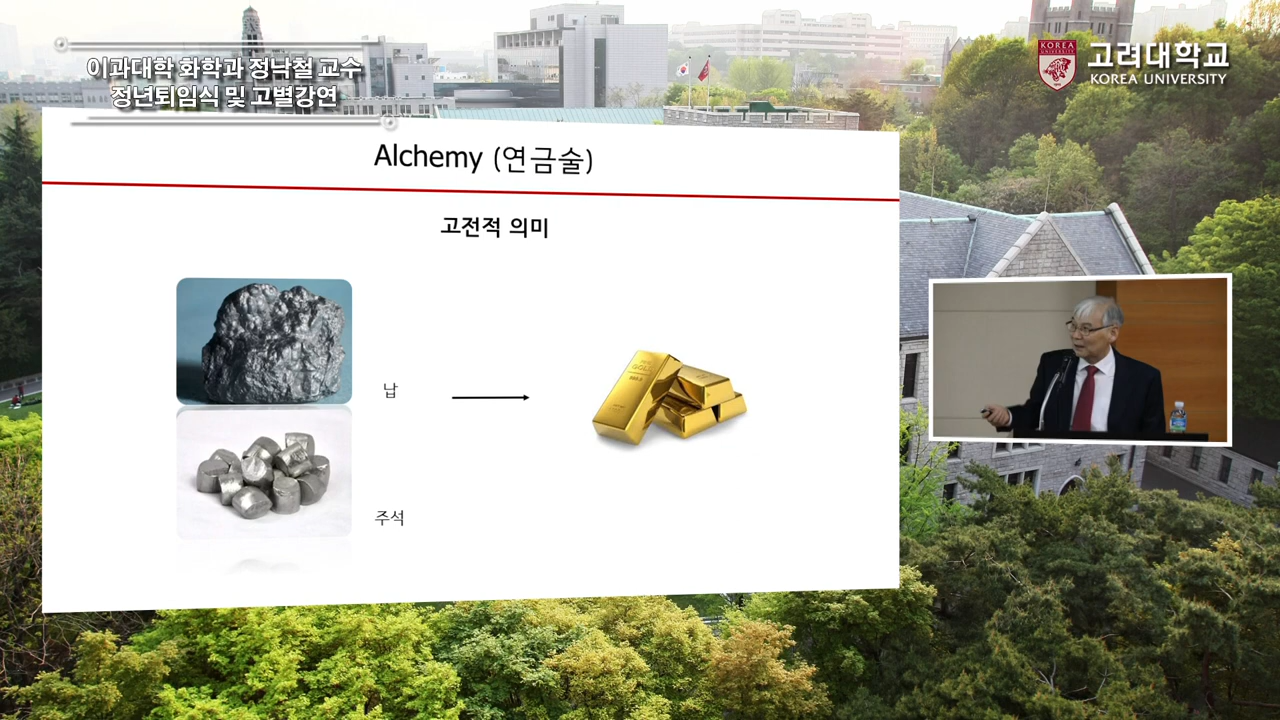 이과대학 화학과 정낙철 교수
정년퇴임식 및 고별강연
KOREA
UNIVERSITY
고려대학교
KOREA UNIVERSITY
Alchemy (연금술)
고전적 의미
납
주석